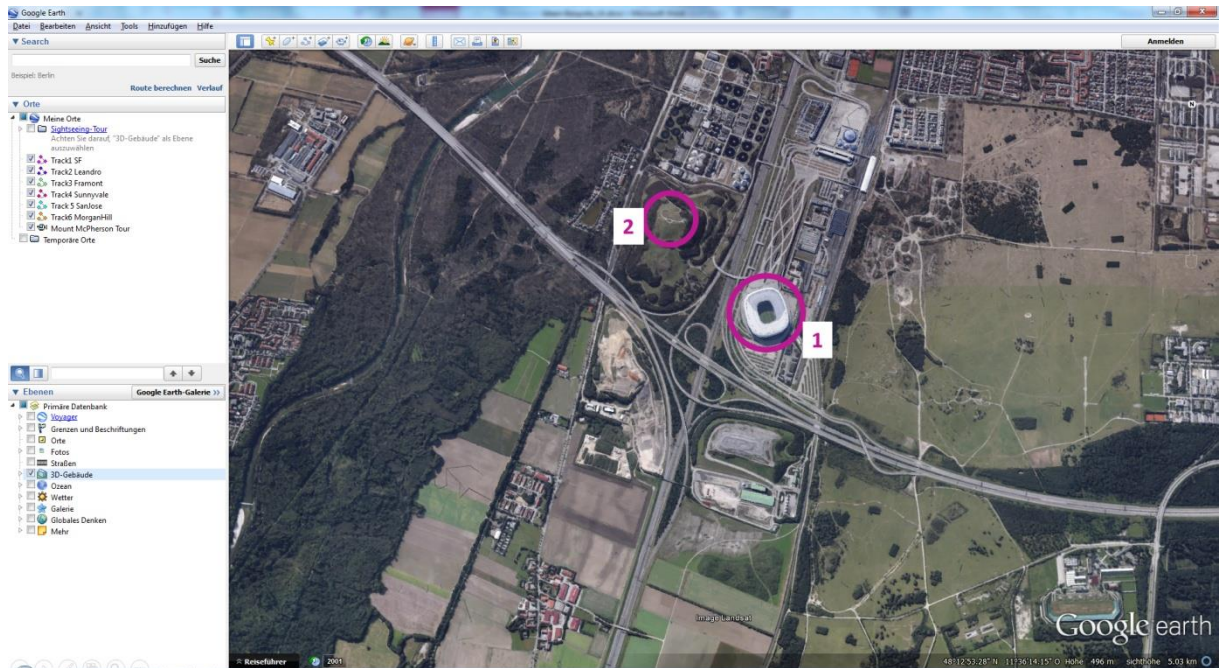 Google Earth
Datei Bearbeiten Ansicht Tools Hinzufügen Hilfe
Search
Suche
Beispiel: Berlin
Route berechnen Verlauf
Orte
Meine Orte
Sightseeing-Tour
Achten Sie darauf, "3D-Gebäude" als Ebene
auszuwählen
Track1 SF
Track2 Leandro
Track3 Framont
Track4 Sunnyvale
Track 5 SanJose
Track6 MorganHill
Mount McPherson Tour
Temporäre Orte
Ebenen
Google Earth-Galerie >>
Primäre Datenbank
Voyager
Grenzen und Beschriftungen
Orte
Fotos
Straßen
3D-Gebäude
Ozean
Wetter
Galerie
Globales Denken
Mehr
Anmelden
N
2
1
Image Landsat
Google earth
Reiseführer
2001
48°12'53.28" N 11°36'14.15" O Höhe 496 m sichthöhe 5.03 km